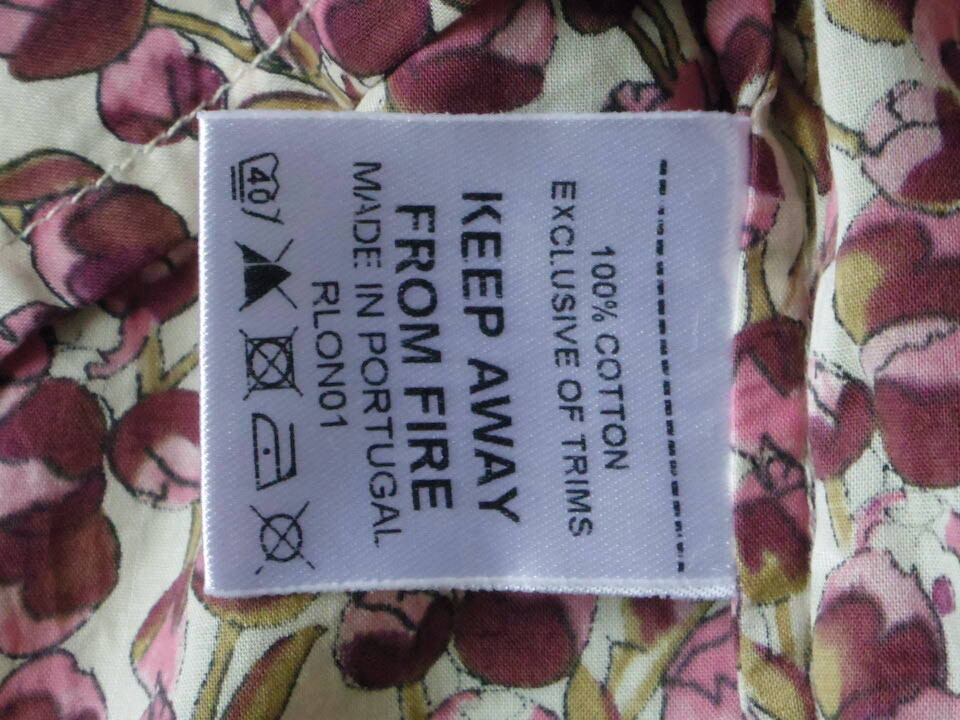 100% COTTON
EXCLUSIVE OF TRIMS
KEEP AWAY
FROM FIRE
MADE IN PORTUGAL
RLON01
40